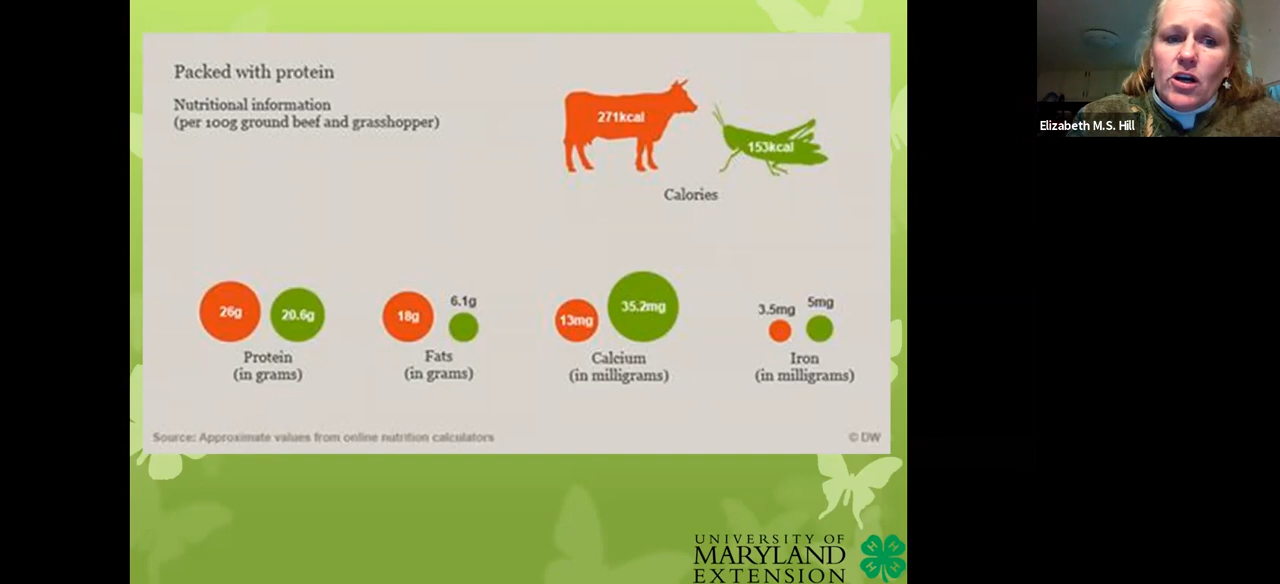 Packed with protein
Nutritional information
(per 100g ground beef and grasshopper)
271kcal
153kcal
Calories
26g
20.6g
Protein
(in grams)
18g
6.1g
Fats
(in grams)
13mg
35.2mg
Calcium
(in milligrams)
3.5mg
5mg
Iron
(in milligrams)
Source: Approximate values from online nutrition calculators
© DW
UNIVERSITY OF
MARYLAND
EXTENSION
H H H H
Elizabeth M.S. Hill